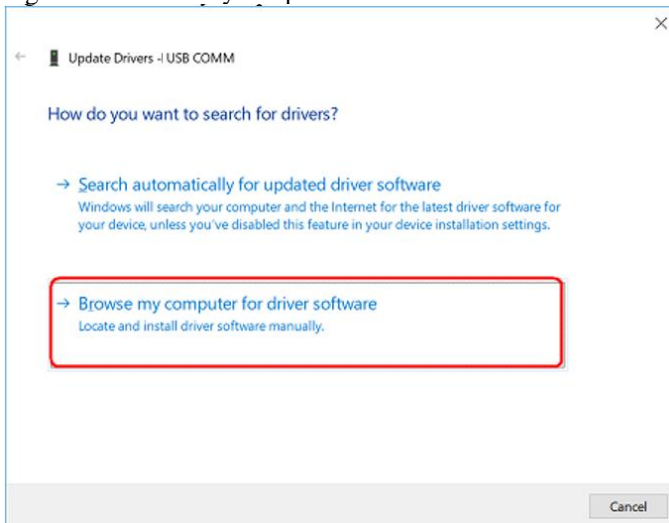 Update Drivers -I USB COMM
How do you want to search for drivers?
Search automatically for updated driver software
Windows will search your computer and the Internet for the latest driver software for
your device, unless you've disabled this feature in your device installation settings.
Browse my computer for driver software
Locate and install driver software manually.
Cancel